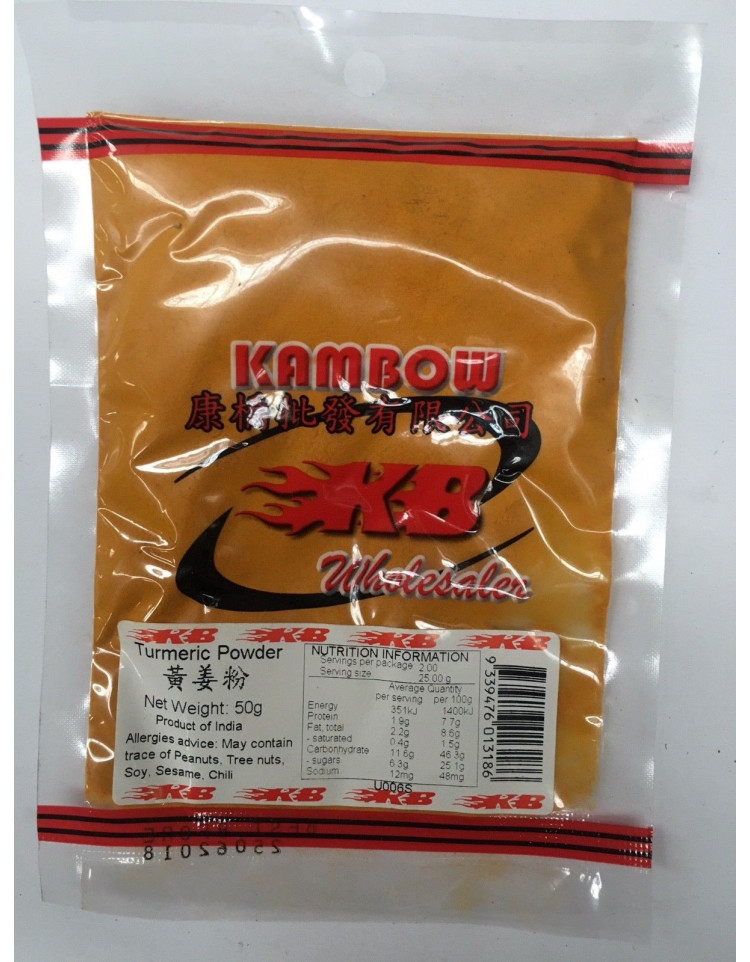 KAMBOW
康柏批發有限公司
KB
Wholesaler
KB KB KB KB
Turmeric Powder
黃姜粉
Net Weight: 50g
Product of India
Allergies advice: May contain
trace of Peanuts, Tree nuts,
Soy, Sesame, Chili
NUTRITION INFORMATION
Servings per package 2.00
Serving size 25.00 g
Average Quantity
per serving per 100g
Energy 351kJ 1400kJ
Protein 1.9g 7.7g
Fat, total 2.2g 8.6g
- saturated 0.4g 1.5g
Carbonhydrate 11.6g 46.3g
- sugars 6.3g 25.1g
Sodium 12mg 48mg
U006S
9 339476 013186
KB KB KB KB
25062018